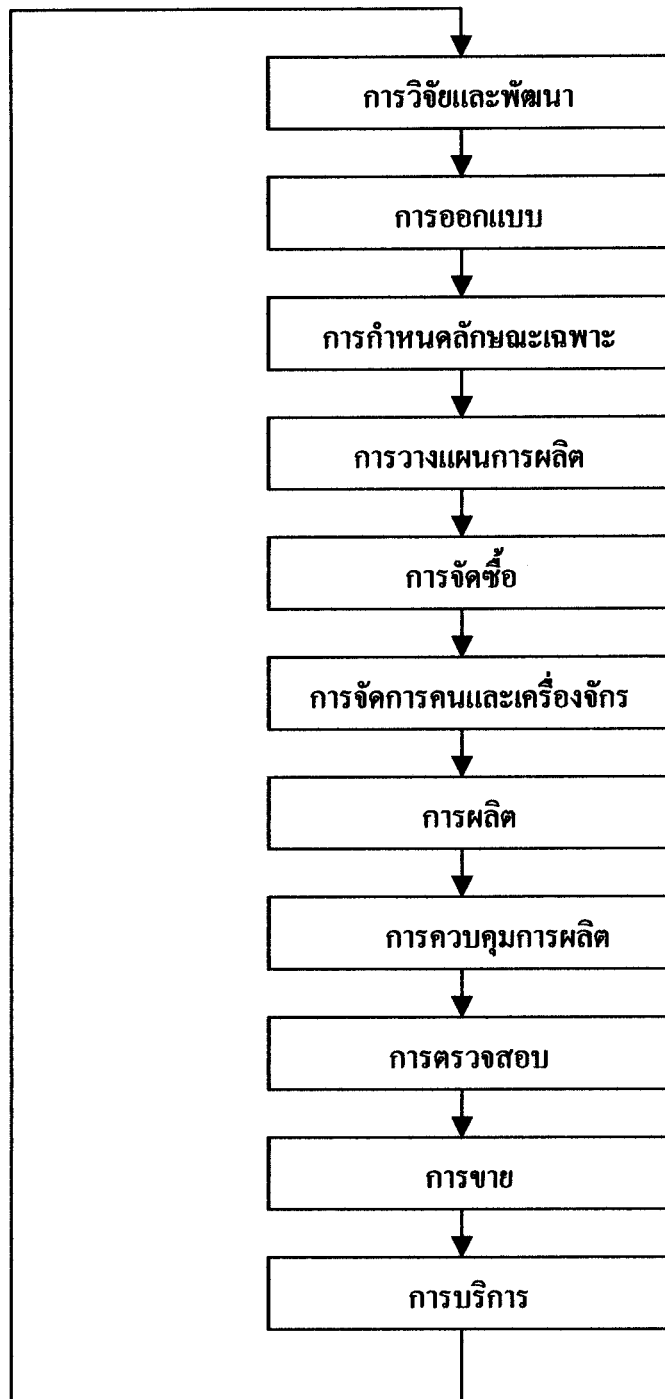 การวิจัยและพัฒนา
การออกแบบ
การกำหนดลักษณะเฉพาะ
การวางแผนการผลิต
การจัดซื้อ
การจัดการคนและเครื่องจักร
การผลิต
การควบคุมการผลิต
การตรวจสอบ
การขาย
การบริการ